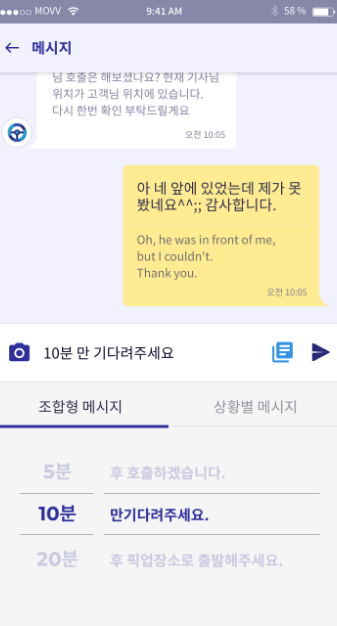 MOVV 9:41 AM 58 %
← 메시지
님 호출은 해보셨나요? 현재 기사님
위치가 고객님 위치에 있습니다.
다시 한번 확인 부탁드릴게요
오전 10:05
아 네 앞에 있었는데 제가 못
봤네요^^;; 감사합니다.
Oh, he was in front of me,
but I couldn't.
Thank you.
오전 10:05
10분 만 기다려주세요
조합형 메시지 상황별 메시지
5분 후 호출하겠습니다.
10분 만기다려주세요.
20분 후 픽업장소로 출발해주세요.